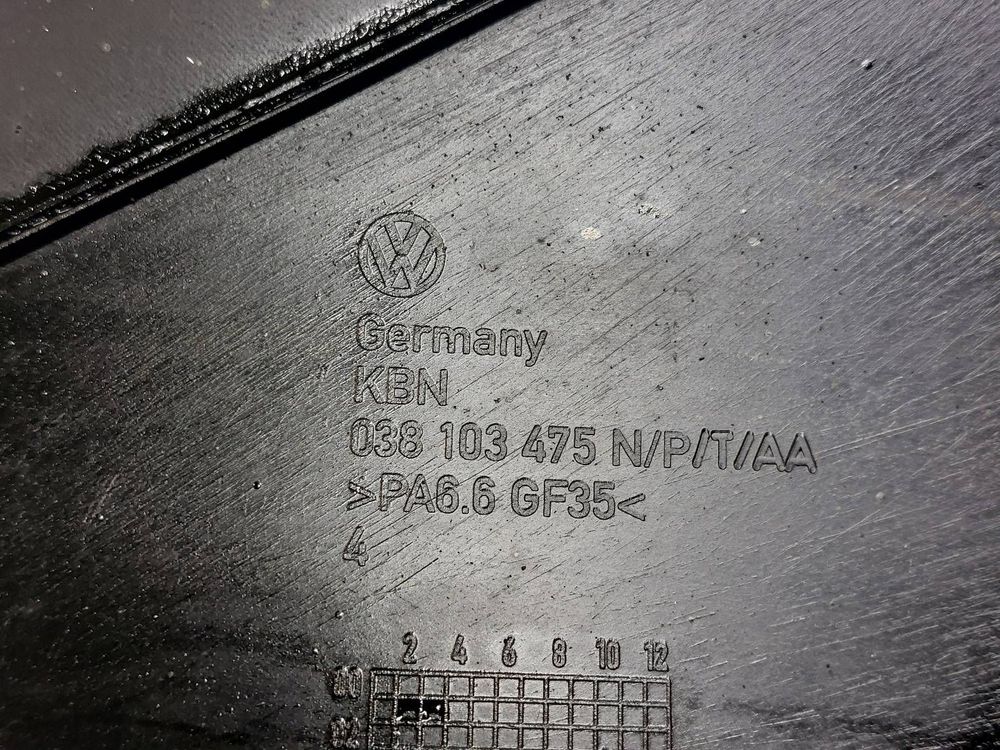 Germany
KBN
038 103 475 N/P/T/AA
>PA6.6 GF35<
4
2 4 6 8 10 12